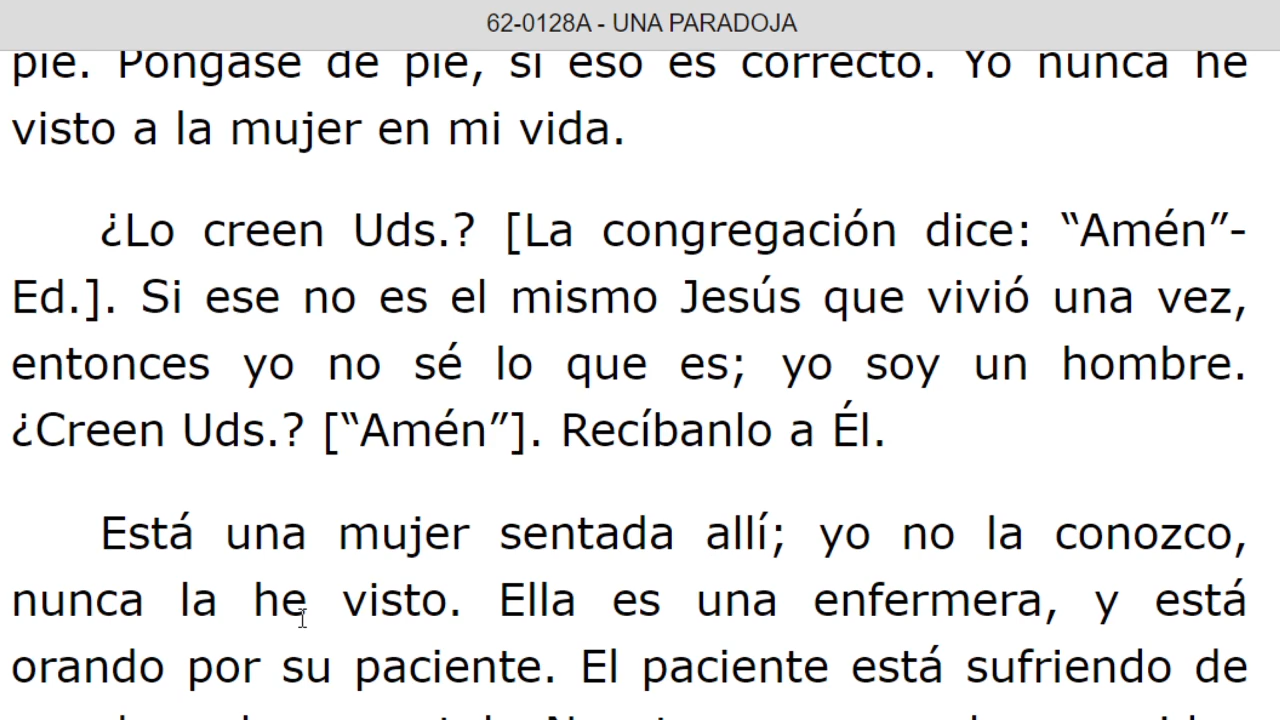 62-0128A - UNA PARADOJA
pie. Póngase de pie, si eso es correcto. Yo nunca he
visto a la mujer en mi vida.
¿Lo creen Uds.? [La congregación dice: “Amén”-
Ed.]. Si ese no es el mismo Jesús que vivió una vez,
entonces yo no sé lo que es; yo soy un hombre.
¿Creen Uds.? [“Amén”]. Recíbanlo a Él.
Está una mujer sentada allí; yo no la conozco,
nunca la he visto. Ella es una enfermera, y está
orando por su paciente. El paciente está sufriendo de